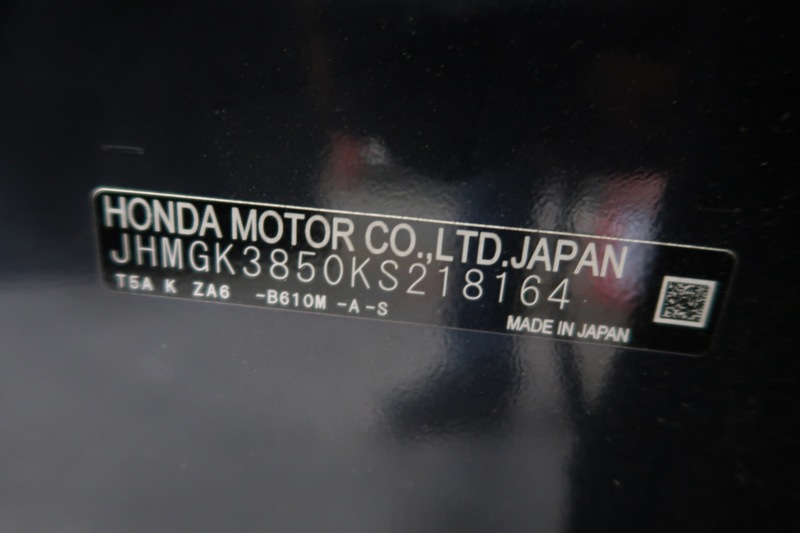 HONDA MOTOR CO.,LTD.JAPAN
JHMGK3850KS218164
T5A K ZA6 -B610M -A-S
MADE IN JAPAN